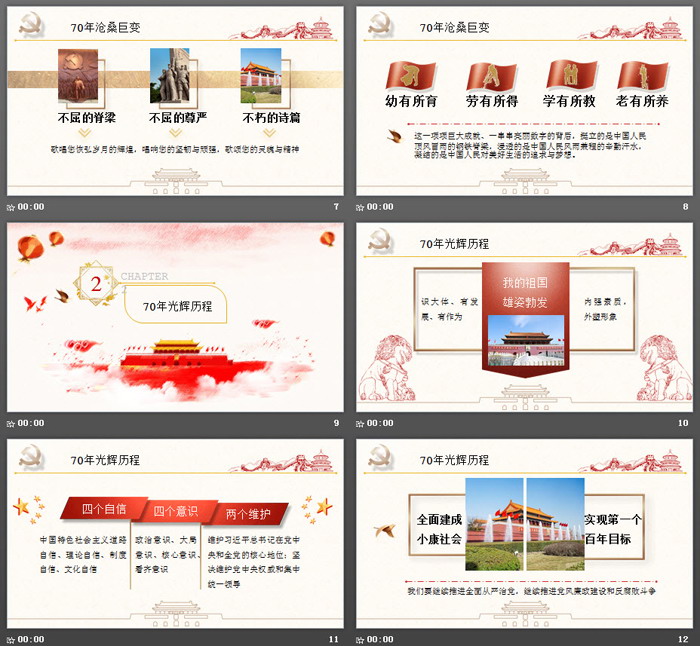 70年沧桑巨变
不屈的脊梁
不屈的尊严
不朽的诗篇
歌唱您恢弘岁月的辉煌，唱响您的坚韧与顽强，歌颂您的灵魂与精神
00:00
7
70年沧桑巨变
幼有所育
劳有所得
学有所教
老有所养
这一项项巨大成就、一串串亮丽数字的背后，挺立的是中国人民
顶风冒雨的钢铁脊梁，浸透的是中国人民风雨兼程的辛勤汗水，
凝结的是中国人民对美好生活的追求与梦想。
00:00
8
2
CHAPTER
2
70年光辉历程
00:00
9
70年光辉历程
识大体、有发
展、有作为
我的祖国
雄姿勃发
内强素质，
外塑形象
00:00
10
70年光辉历程
四个自信
四个意识
两个维护
中国特色社会主义道路
自信、理论自信、制度
自信、文化自信
政治意识、大局
意识、核心意识、
看齐意识
维护习近平总书记在党中
央和全党的核心地位；坚
决维护党中央权威和集中
统一领导
00:00
11
70年光辉历程
全面建成
小康社会
实现第一个
百年目标
我们要继续推进全面从严治党，继续推进党风廉政建设和反腐败斗争
00:00
12